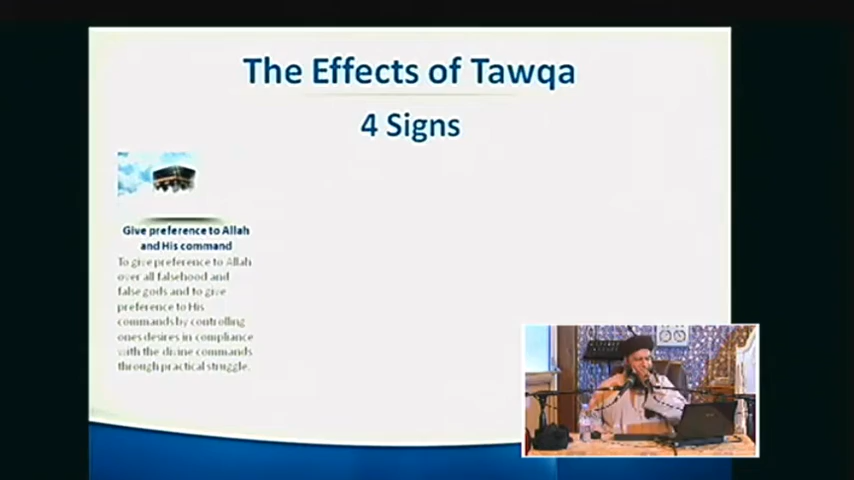 The Effects of Tawqa
4 Signs
Give preference to Allah
and His command
To give preference to Allah
over all falsehood and
false gods and to give
preference to His
commands by controlling
ones desires in compliance
with the divine commands
through practical struggle.